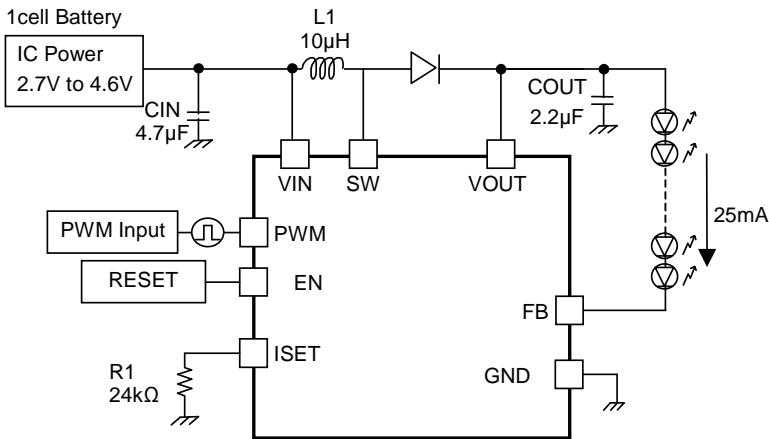 1cell Battery
IC Power
2.7V to 4.6V
L1
10µH
CIN
4.7µF
COUT
2.2µF
VIN
SW
VOUT
25mA
PWM Input
PWM
RESET
EN
FB
ISET
R1
24kΩ
GND